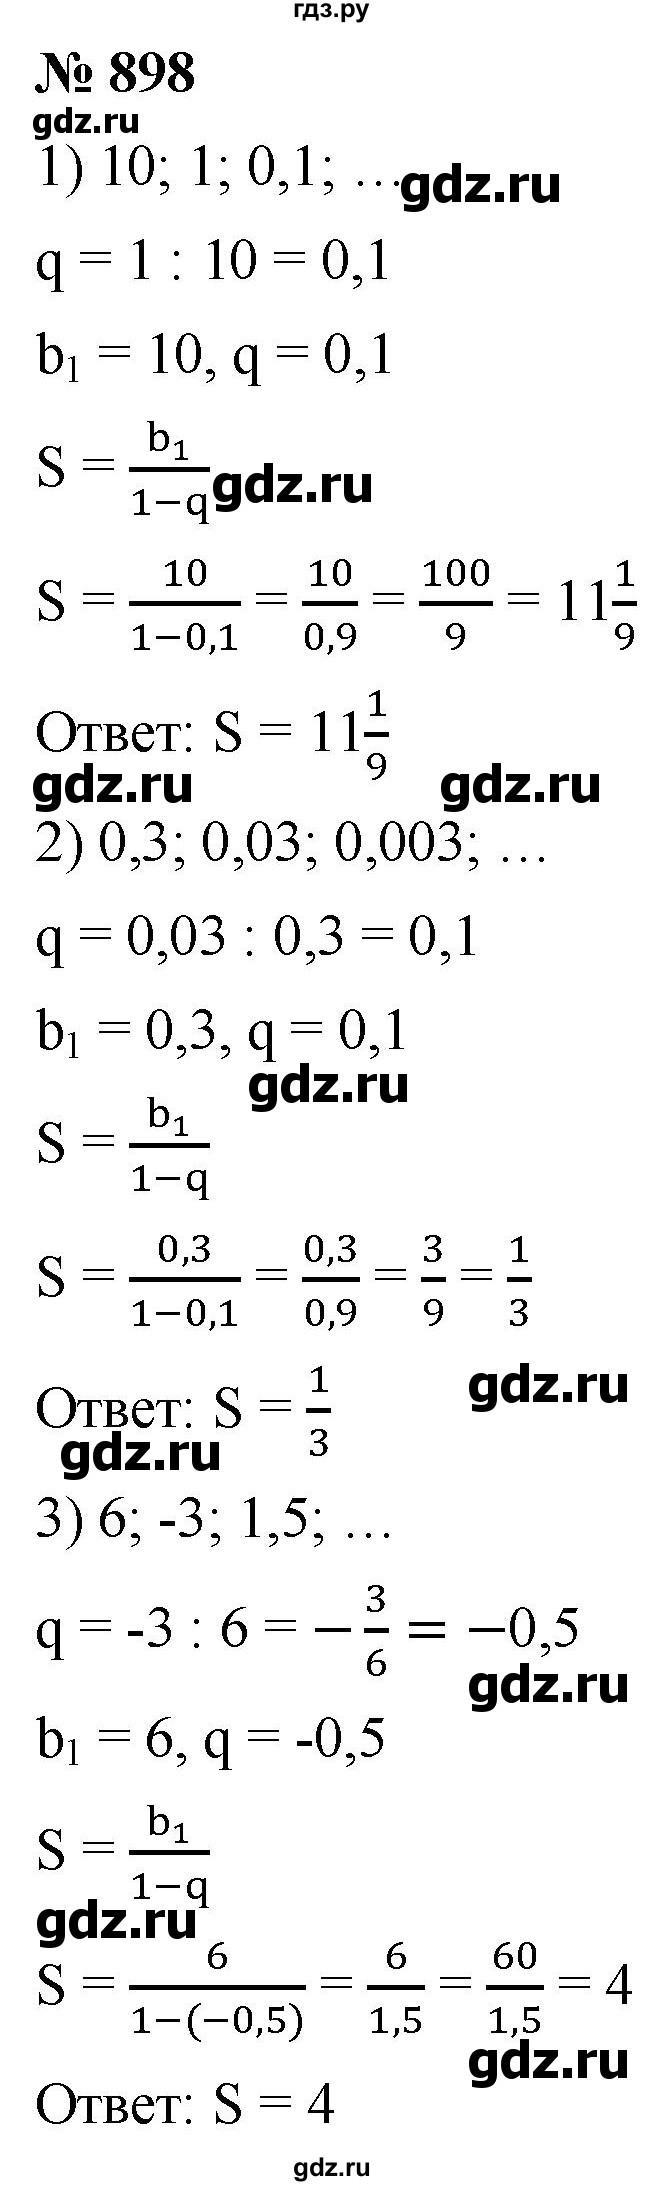 гдз.ру
№ 898
gdz.ru
1) 10; 1; 0,1; …
gdz.ru
q = 1 : 10 = 0,1
b₁ = 10, q = 0,1
S = b₁/(1−q)
gdz.ru
S = 10/(1−0,1) = 10/0,9 = 100/9 = 11 1/9
Ответ: S = 11 1/9
gdz.ru gdz.ru
2) 0,3; 0,03; 0,003; …
q = 0,03 : 0,3 = 0,1
b₁ = 0,3, q = 0,1
gdz.ru
S = b₁/(1−q)
S = 0,3/(1−0,1) = 0,3/0,9 = 3/9 = 1/3
Ответ: S = 1/3
gdz.ru
gdz.ru
3) 6; -3; 1,5; …
q = -3 : 6 = −3/6 = −0,5
gdz.ru
b₁ = 6, q = -0,5
S = b₁/(1−q)
gdz.ru
S = 6/(1−(−0,5)) = 6/1,5 = 60/1,5 = 4
gdz.ru
Ответ: S = 4
gdz.ru